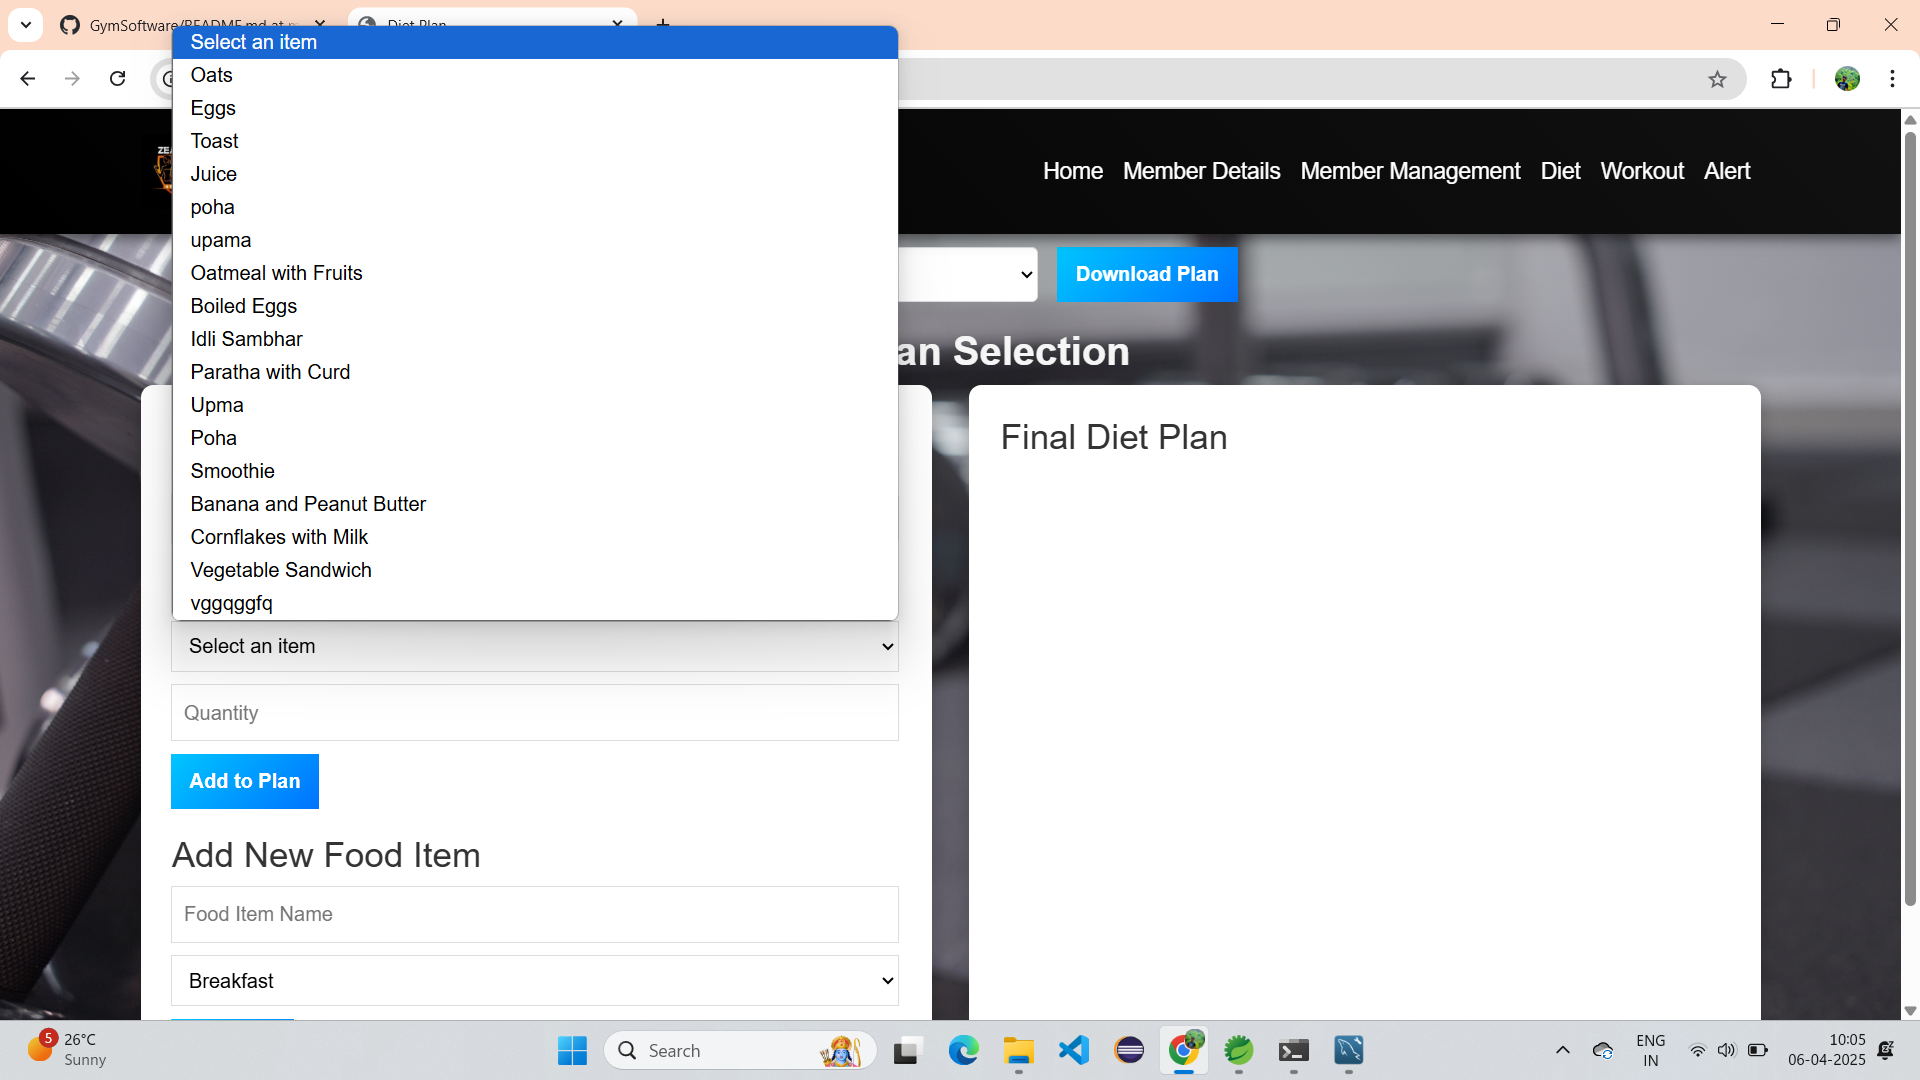 GymSoftware/README.md at m
Diet Plan
Select an item
Oats
Eggs
Toast
Juice
poha
upama
Oatmeal with Fruits
Boiled Eggs
Idli Sambhar
Paratha with Curd
Upma
Poha
Smoothie
Banana and Peanut Butter
Cornflakes with Milk
Vegetable Sandwich
vggqggfq
Home Member Details Member Management Diet Workout Alert
Download Plan
an Selection
Select an item
Quantity
Add to Plan
Add New Food Item
Food Item Name
Breakfast
Final Diet Plan
5
26°C
Sunny
Search
ENG
IN
10:05
06-04-2025